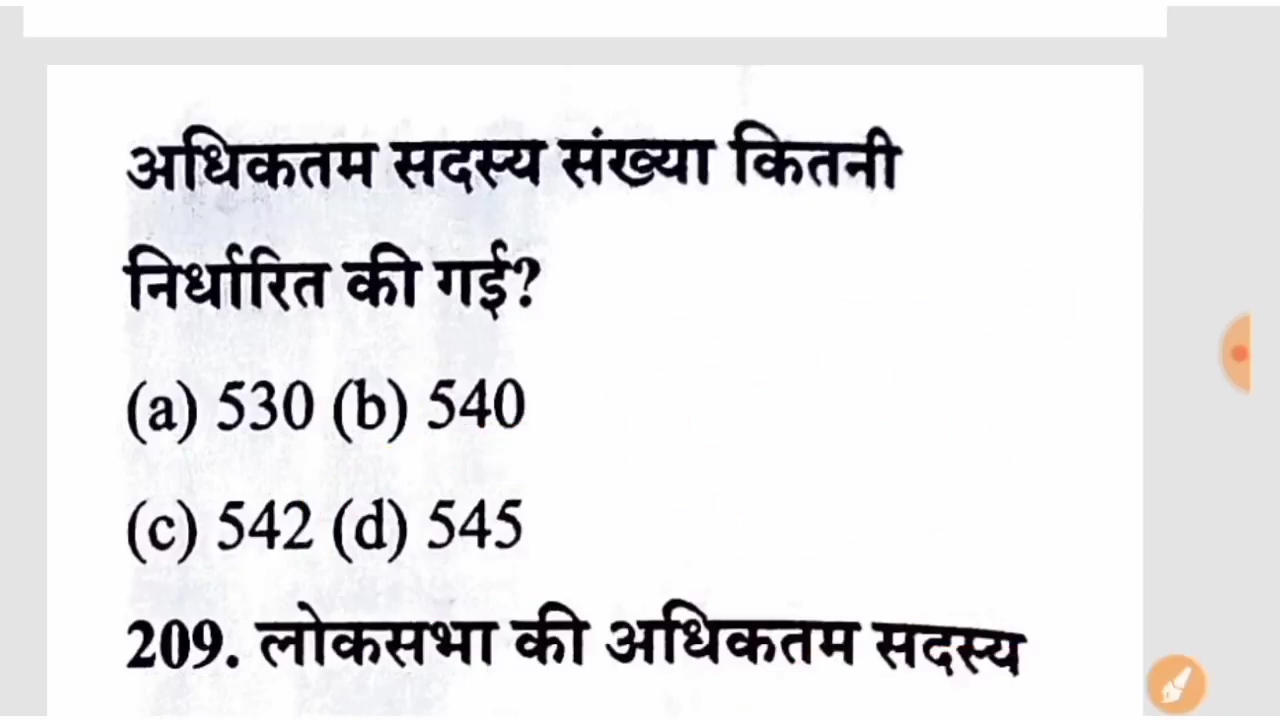 अधिकतम सदस्य संख्या कितनी
निर्धारित की गई?
(a) 530 (b) 540
(c) 542 (d) 545
209. लोकसभा की अधिकतम सदस्य